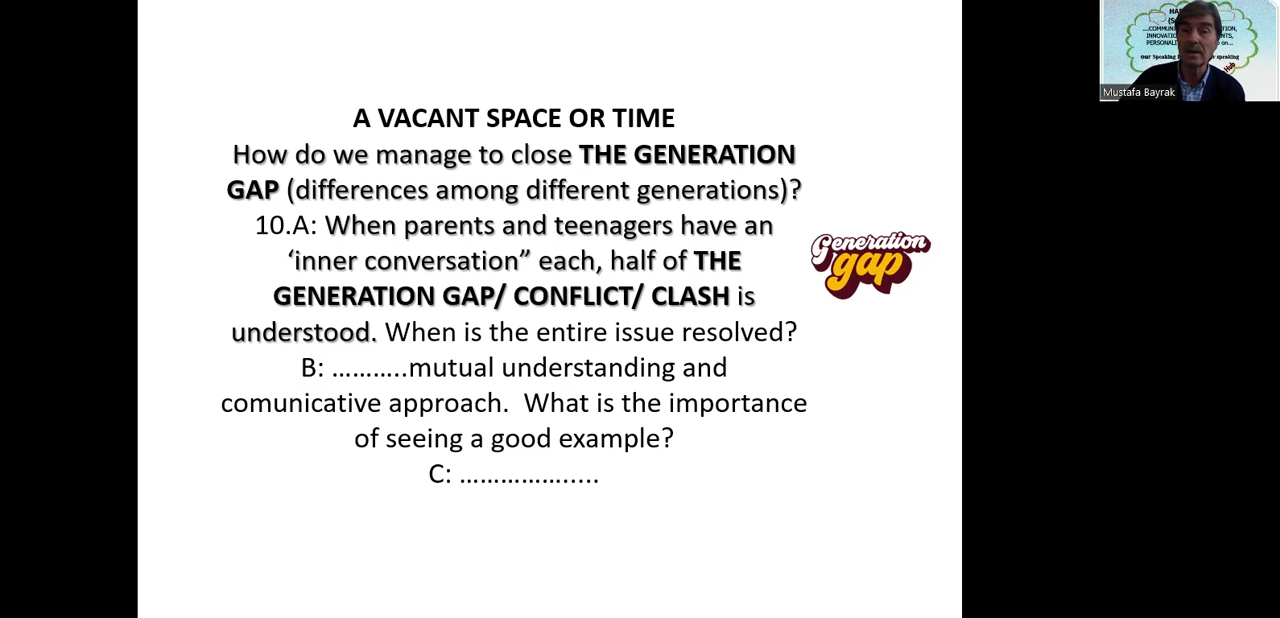 A VACANT SPACE OR TIME
How do we manage to close THE GENERATION
GAP (differences among different generations)?
10.A: When parents and teenagers have an
‘inner conversation” each, half of THE
GENERATION GAP/ CONFLICT/ CLASH is
understood. When is the entire issue resolved?
B: ………..mutual understanding and
comunicative approach.  What is the importance
of seeing a good example?
C: …………….....
Generation
gap
Mustafa Bayrak